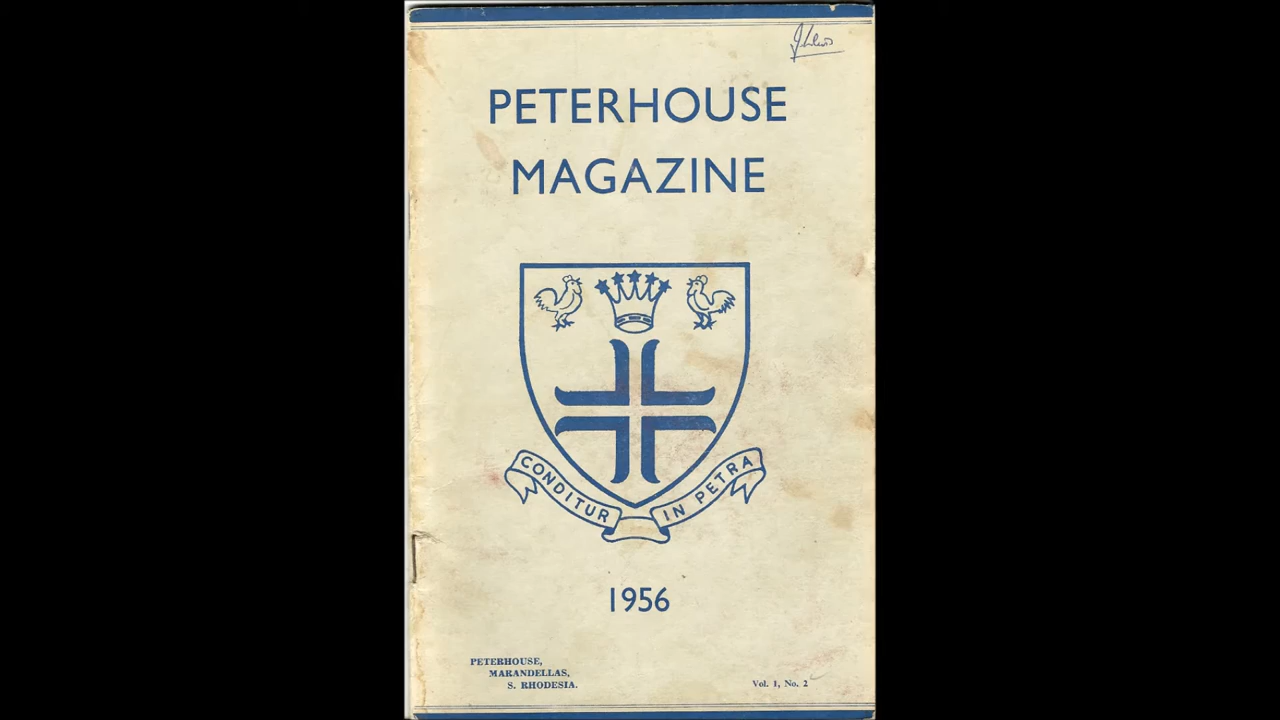 PETERHOUSE
MAGAZINE
CONDITUR IN PETRA
1956
PETERHOUSE,
MARANDELLAS,
S. RHODESIA.
Vol. 1, No. 2